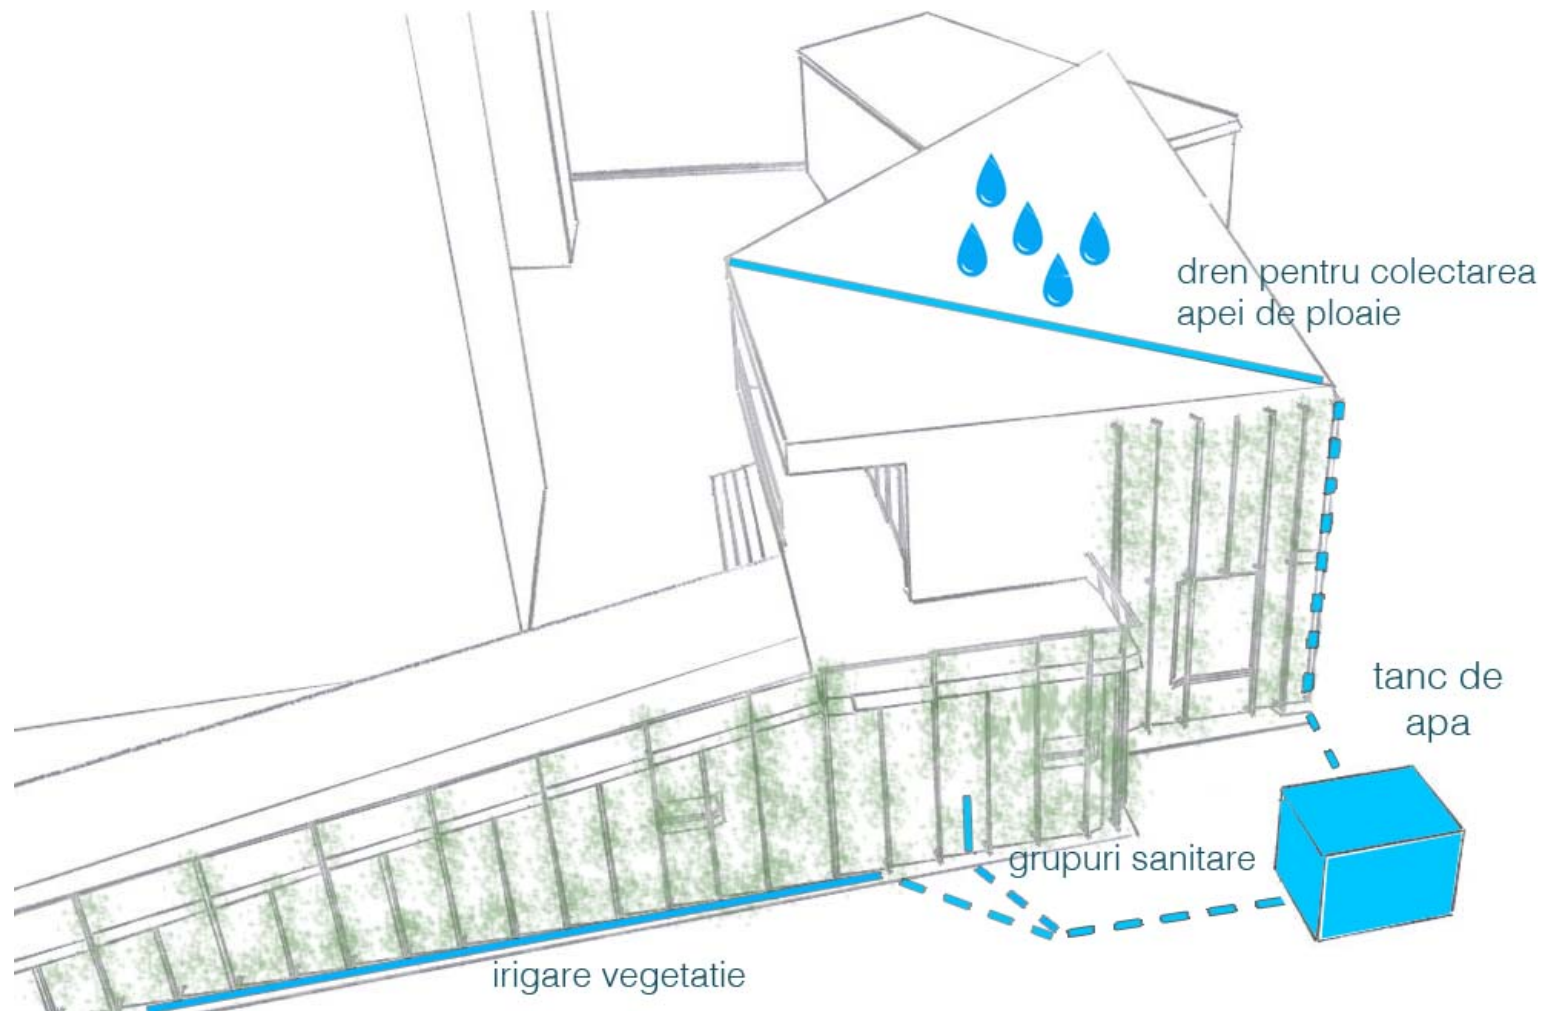 dren pentru colectarea
apei de ploaie
tanc de
apa
grupuri sanitare
irigare vegetatie